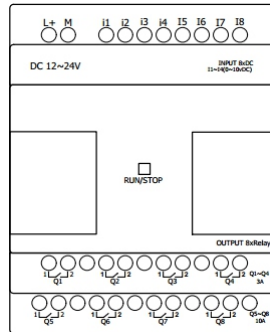 L+ M i1 i2 i3 i4 I5 I6 I7 I8
DC 12~24V
INPUT 8xDC
I1~I4(0~10VDC)
RUN/STOP
OUTPUT 8xRelay
1 2 1 2 1 2 1 2
Q1 Q2 Q3 Q4
Q1~Q4
3A
1 2 1 2 1 2 1 2
Q5 Q6 Q7 Q8
Q5~Q8
10A